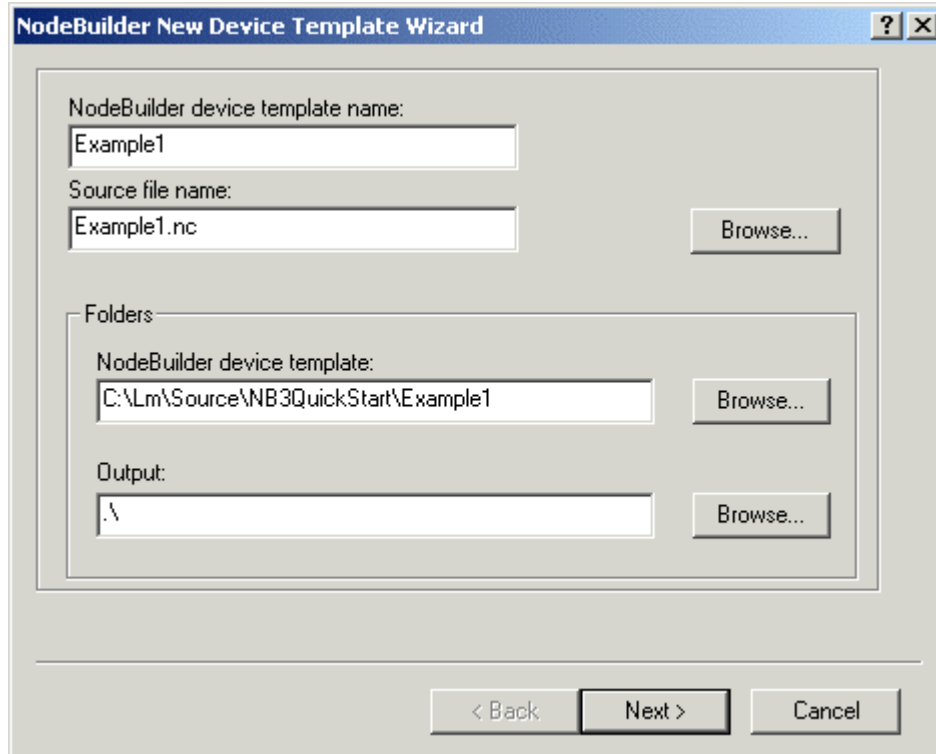 NodeBuilder New Device Template Wizard
NodeBuilder device template name:
Example1
Source file name:
Example1.nc
Browse...
Folders
NodeBuilder device template:
C:\Lm\Source\NB3QuickStart\Example1
Browse...
Output:
.\
Browse...
< Back
Next >
Cancel